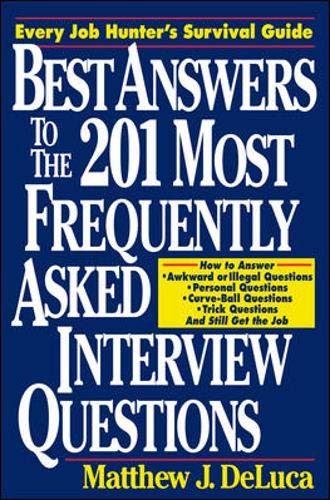 Every Job Hunter's Survival Guide
BEST ANSWERS
TO THE 201 MOST
FREQUENTLY
ASKED
INTERVIEW
QUESTIONS
How to Answer
•Awkward or Illegal Questions
•Personal Questions
•Curve-Ball Questions
•Trick Questions
And Still Get the Job
Matthew J. DeLuca